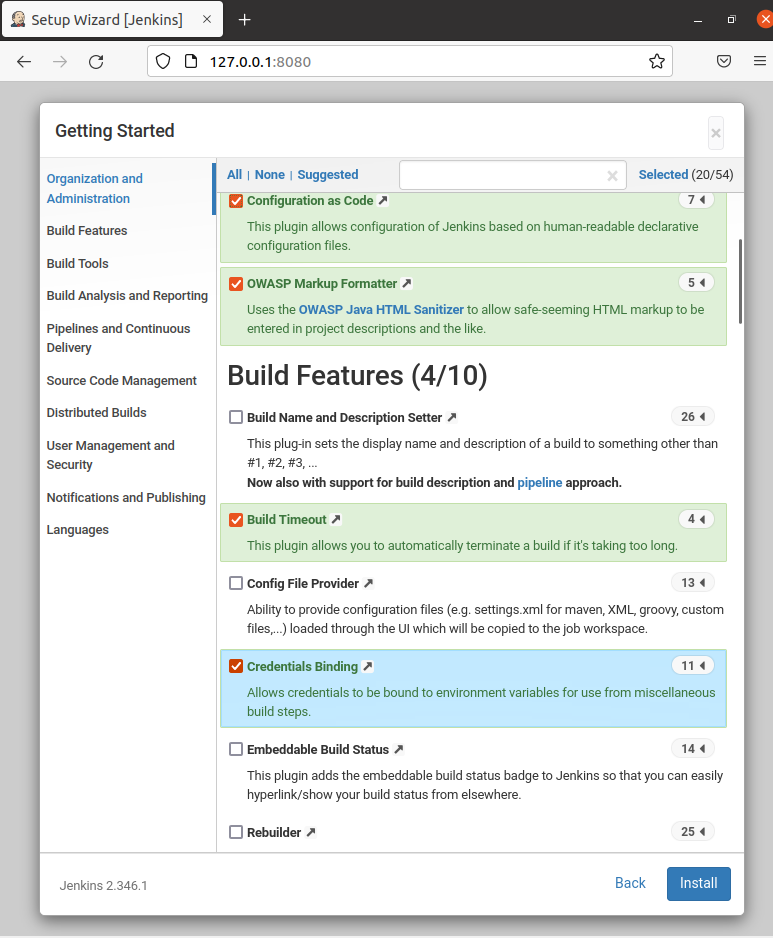 Setup Wizard [Jenkins]
127.0.0.1:8080
Getting Started
Organization and
Administration
Build Features
Build Tools
Build Analysis and Reporting
Pipelines and Continuous
Delivery
Source Code Management
Distributed Builds
User Management and
Security
Notifications and Publishing
Languages
All | None | Suggested
Selected (20/54)
Configuration as Code 7
This plugin allows configuration of Jenkins based on human-readable declarative
configuration files.
OWASP Markup Formatter 5
Uses the OWASP Java HTML Sanitizer to allow safe-seeming HTML markup to be
entered in project descriptions and the like.
Build Features (4/10)
Build Name and Description Setter 26
This plug-in sets the display name and description of a build to something other than
#1, #2, #3, ...
Now also with support for build description and pipeline approach.
Build Timeout 4
This plugin allows you to automatically terminate a build if it's taking too long.
Config File Provider 13
Ability to provide configuration files (e.g. settings.xml for maven, XML, groovy, custom
files,...) loaded through the UI which will be copied to the job workspace.
Credentials Binding 11
Allows credentials to be bound to environment variables for use from miscellaneous
build steps.
Embeddable Build Status 14
This plugin adds the embeddable build status badge to Jenkins so that you can easily
hyperlink/show your build status from elsewhere.
Rebuilder 25
Jenkins 2.346.1
Back
Install